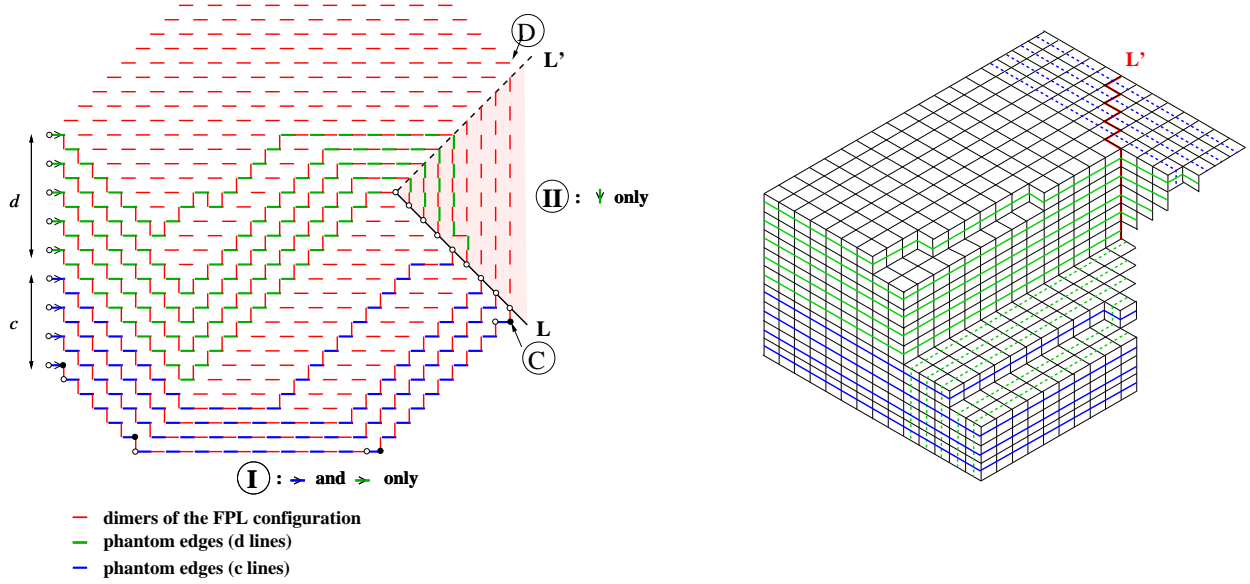 D
L'
L'
d
II : only
c
L
C
I : and only
dimers of the FPL configuration
phantom edges (d lines)
phantom edges (c lines)